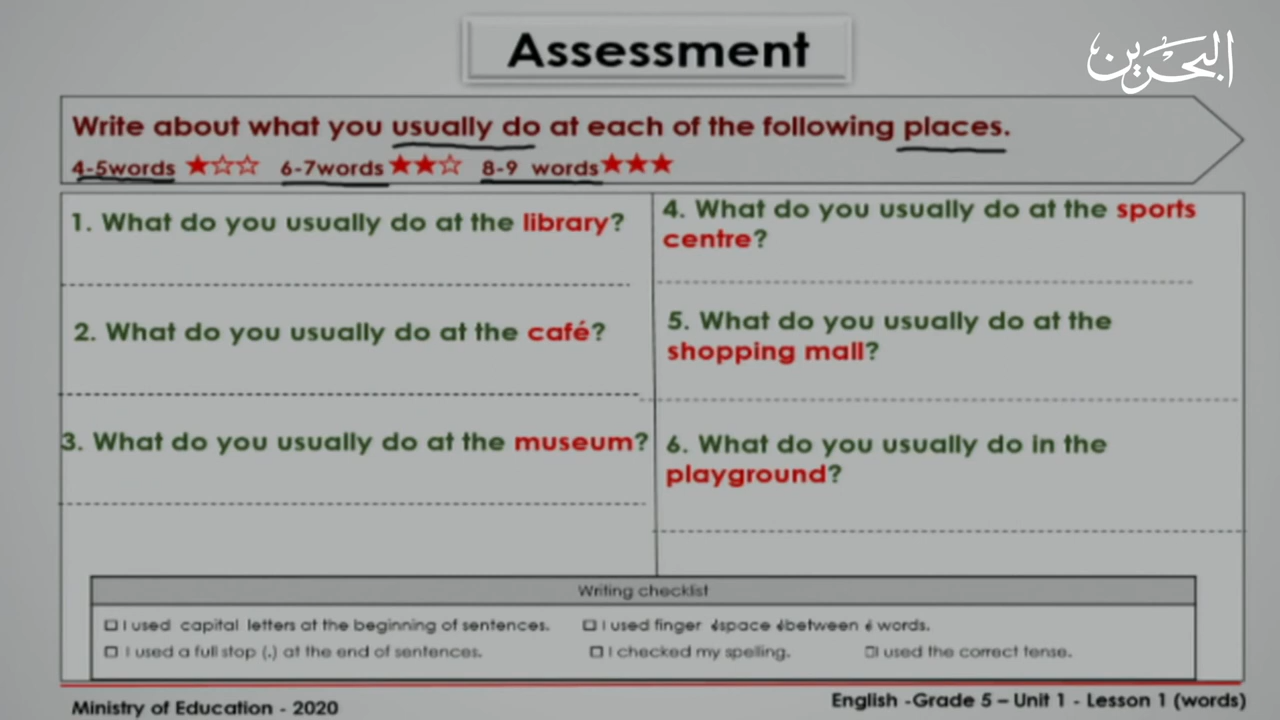 Assessment
البحرين
Write about what you usually do at each of the following places.
4-5words ★☆☆ 6-7words ★★☆ 8-9 words ★★★
1. What do you usually do at the library?
2. What do you usually do at the café?
3. What do you usually do at the museum?
4. What do you usually do at the sports
centre?
5. What do you usually do at the
shopping mall?
6. What do you usually do in the
playground?
Writing checklist
☐ I used capital letters at the beginning of sentences. ☐ I used finger space between words.
☐ I used a full stop (.) at the end of sentences. ☐ I checked my spelling. ☐ I used the correct tense.
Ministry of Education - 2020
English -Grade 5 – Unit 1 - Lesson 1 (words)